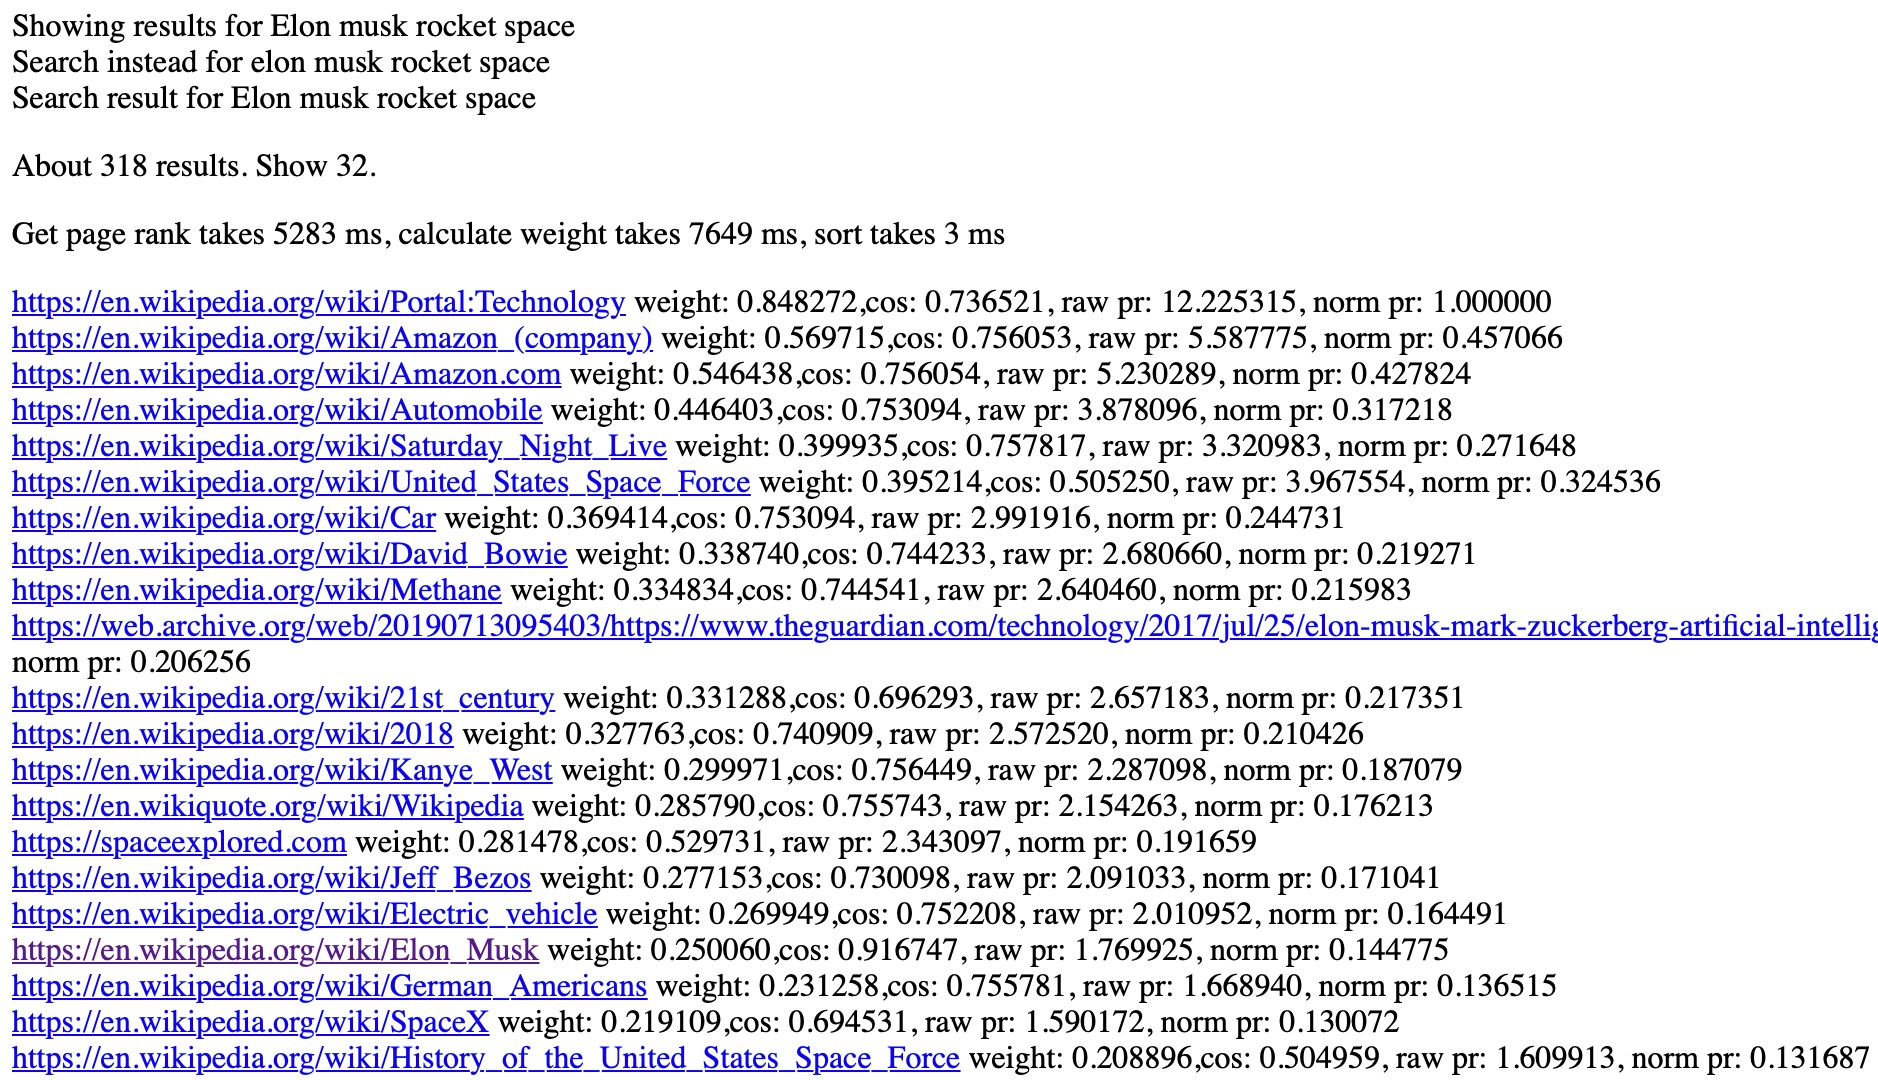 Showing results for Elon musk rocket space
Search instead for elon musk rocket space
Search result for Elon musk rocket space
About 318 results. Show 32.
Get page rank takes 5283 ms, calculate weight takes 7649 ms, sort takes 3 ms
https://en.wikipedia.org/wiki/Portal:Technology weight: 0.848272,cos: 0.736521, raw pr: 12.225315, norm pr: 1.000000
https://en.wikipedia.org/wiki/Amazon_(company) weight: 0.569715,cos: 0.756053, raw pr: 5.587775, norm pr: 0.457066
https://en.wikipedia.org/wiki/Amazon.com weight: 0.546438,cos: 0.756054, raw pr: 5.230289, norm pr: 0.427824
https://en.wikipedia.org/wiki/Automobile weight: 0.446403,cos: 0.753094, raw pr: 3.878096, norm pr: 0.317218
https://en.wikipedia.org/wiki/Saturday_Night_Live weight: 0.399935,cos: 0.757817, raw pr: 3.320983, norm pr: 0.271648
https://en.wikipedia.org/wiki/United_States_Space_Force weight: 0.395214,cos: 0.505250, raw pr: 3.967554, norm pr: 0.324536
https://en.wikipedia.org/wiki/Car weight: 0.369414,cos: 0.753094, raw pr: 2.991916, norm pr: 0.244731
https://en.wikipedia.org/wiki/David_Bowie weight: 0.338740,cos: 0.744233, raw pr: 2.680660, norm pr: 0.219271
https://en.wikipedia.org/wiki/Methane weight: 0.334834,cos: 0.744541, raw pr: 2.640460, norm pr: 0.215983
https://web.archive.org/web/20190713095403/https://www.theguardian.com/technology/2017/jul/25/elon-musk-mark-zuckerberg-artificial-intellig
norm pr: 0.206256
https://en.wikipedia.org/wiki/21st_century weight: 0.331288,cos: 0.696293, raw pr: 2.657183, norm pr: 0.217351
https://en.wikipedia.org/wiki/2018 weight: 0.327763,cos: 0.740909, raw pr: 2.572520, norm pr: 0.210426
https://en.wikipedia.org/wiki/Kanye_West weight: 0.299971,cos: 0.756449, raw pr: 2.287098, norm pr: 0.187079
https://en.wikiquote.org/wiki/Wikipedia weight: 0.285790,cos: 0.755743, raw pr: 2.154263, norm pr: 0.176213
https://spaceexplored.com weight: 0.281478,cos: 0.529731, raw pr: 2.343097, norm pr: 0.191659
https://en.wikipedia.org/wiki/Jeff_Bezos weight: 0.277153,cos: 0.730098, raw pr: 2.091033, norm pr: 0.171041
https://en.wikipedia.org/wiki/Electric_vehicle weight: 0.269949,cos: 0.752208, raw pr: 2.010952, norm pr: 0.164491
https://en.wikipedia.org/wiki/Elon_Musk weight: 0.250060,cos: 0.916747, raw pr: 1.769925, norm pr: 0.144775
https://en.wikipedia.org/wiki/German_Americans weight: 0.231258,cos: 0.755781, raw pr: 1.668940, norm pr: 0.136515
https://en.wikipedia.org/wiki/SpaceX weight: 0.219109,cos: 0.694531, raw pr: 1.590172, norm pr: 0.130072
https://en.wikipedia.org/wiki/History_of_the_United_States_Space_Force weight: 0.208896,cos: 0.504959, raw pr: 1.609913, norm pr: 0.131687